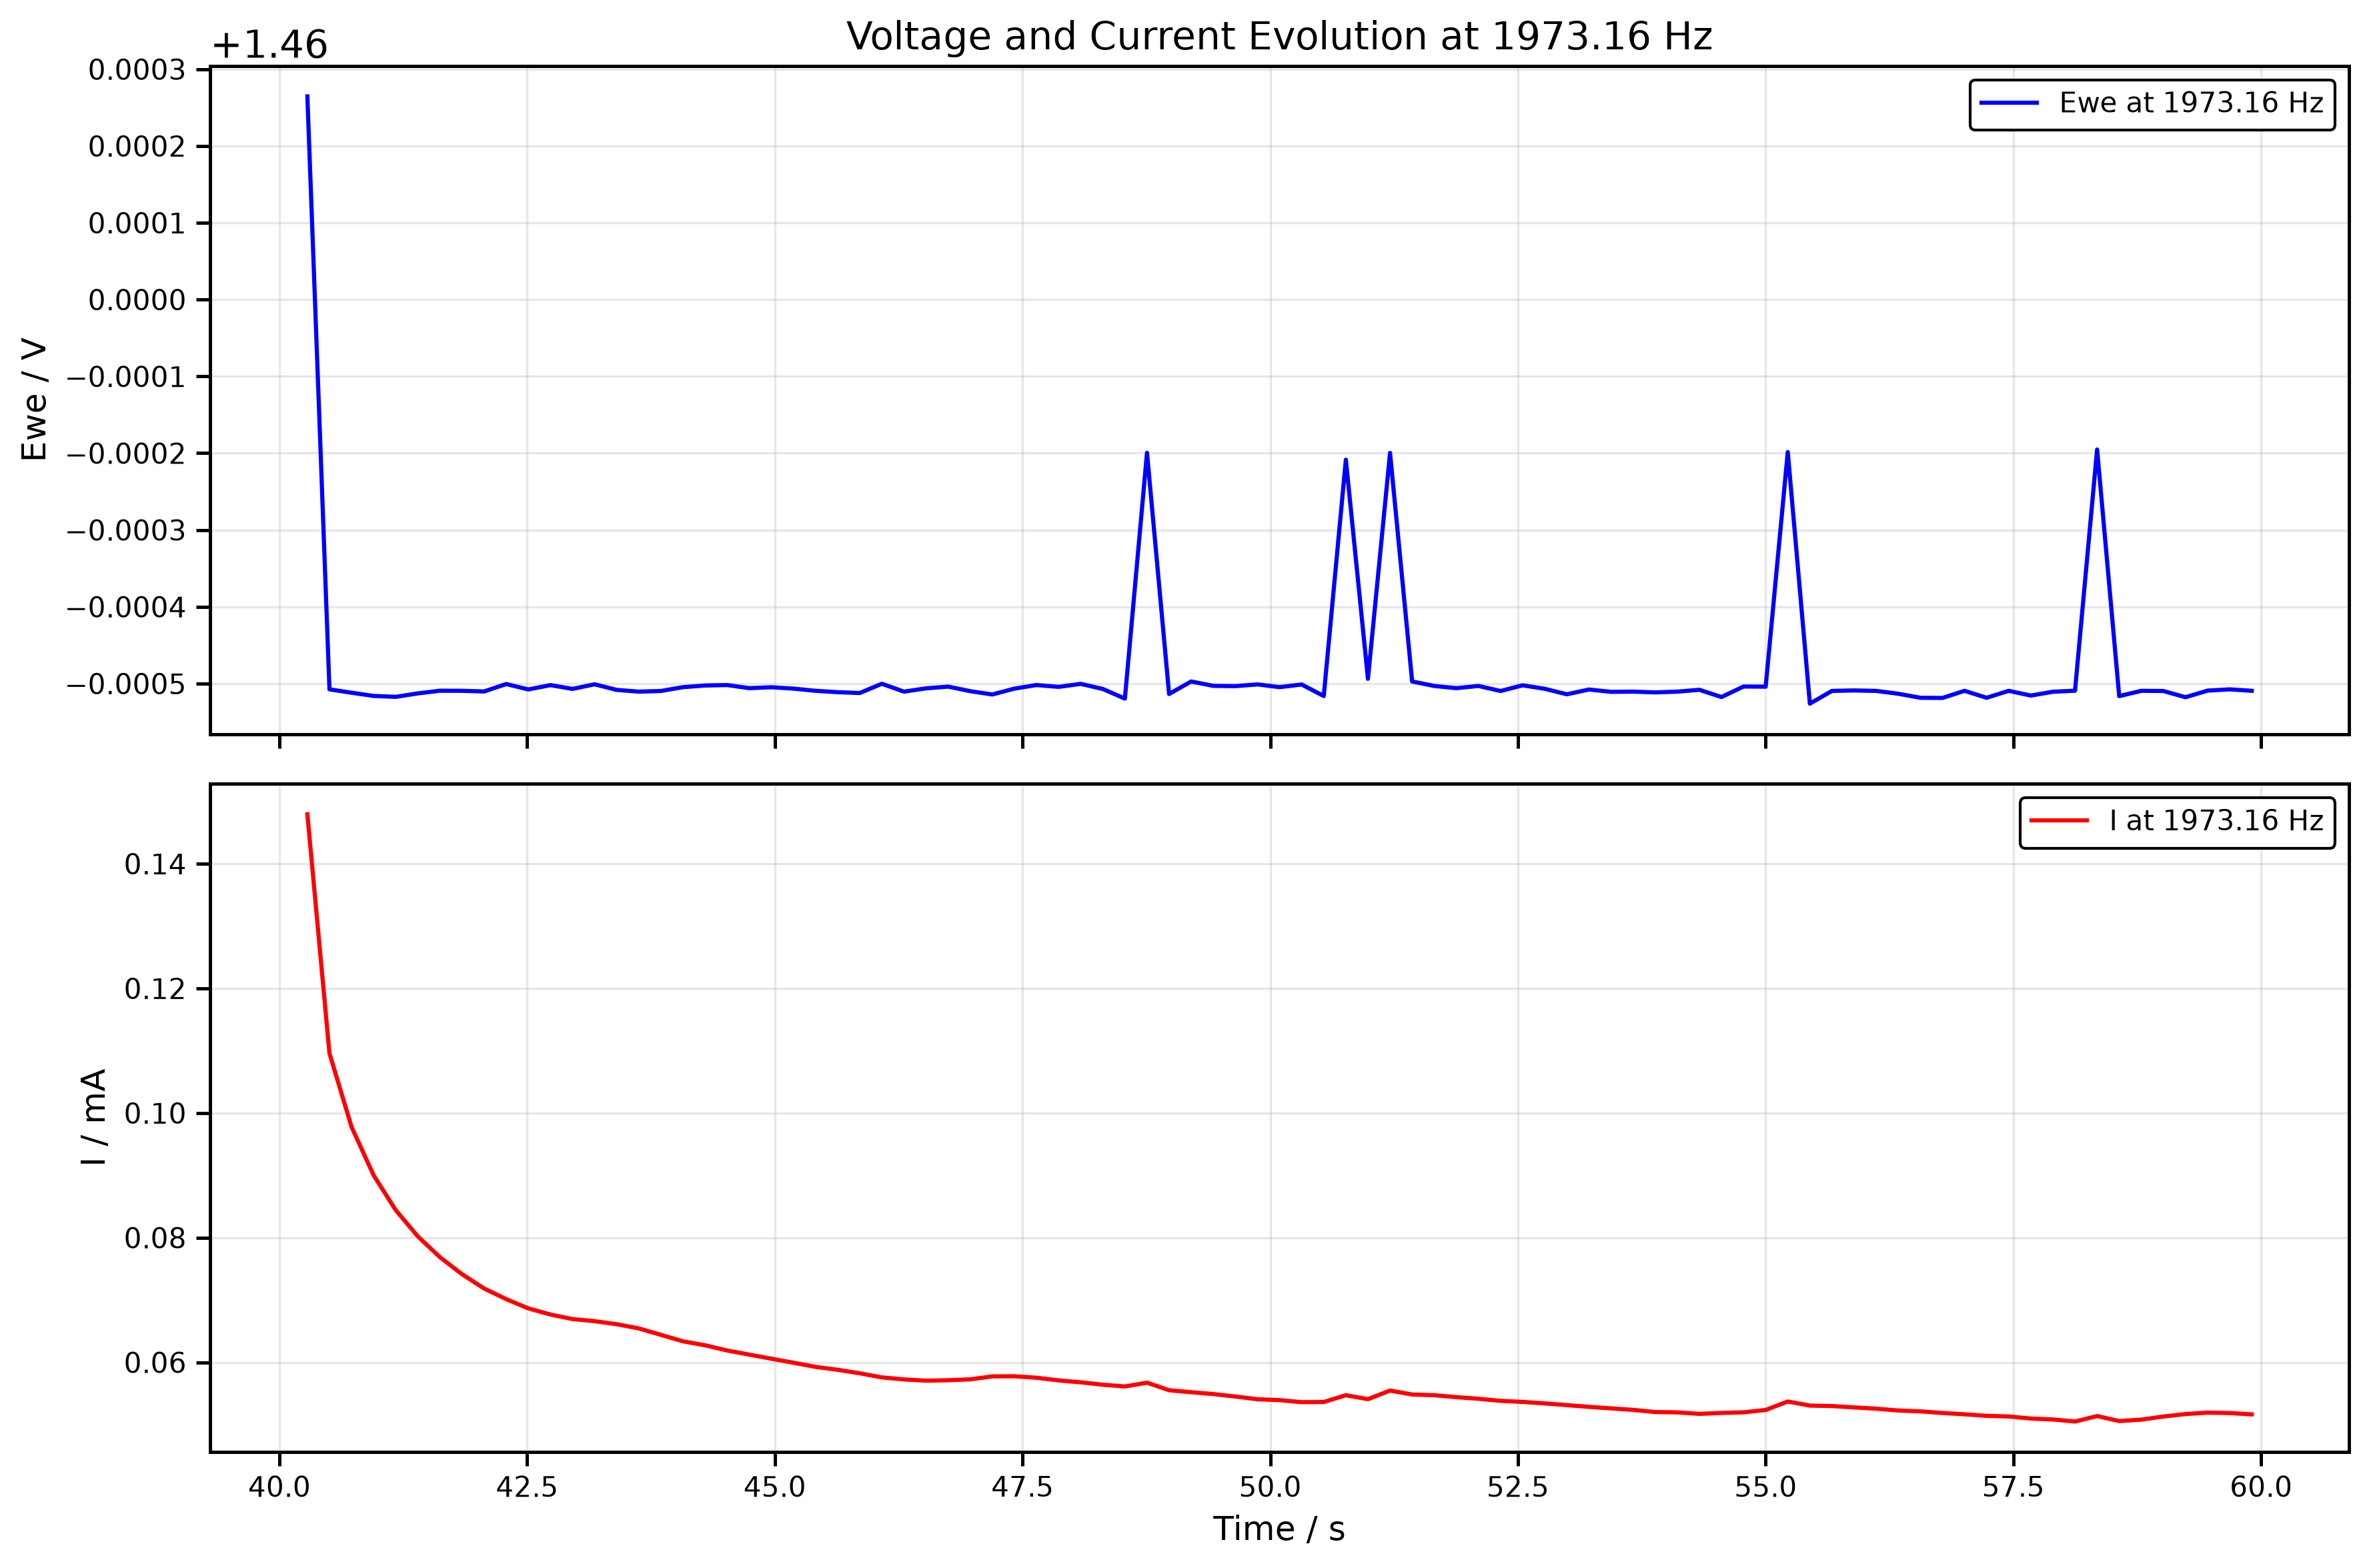 Voltage and Current Evolution at 1973.16 Hz
+1.46
0.0003
0.0002
0.0001
0.0000
−0.0001
−0.0002
−0.0003
−0.0004
−0.0005
Ewe / V
Ewe at 1973.16 Hz
0.14
0.12
0.10
0.08
0.06
I / mA
I at 1973.16 Hz
40.0 42.5 45.0 47.5 50.0 52.5 55.0 57.5 60.0
Time / s